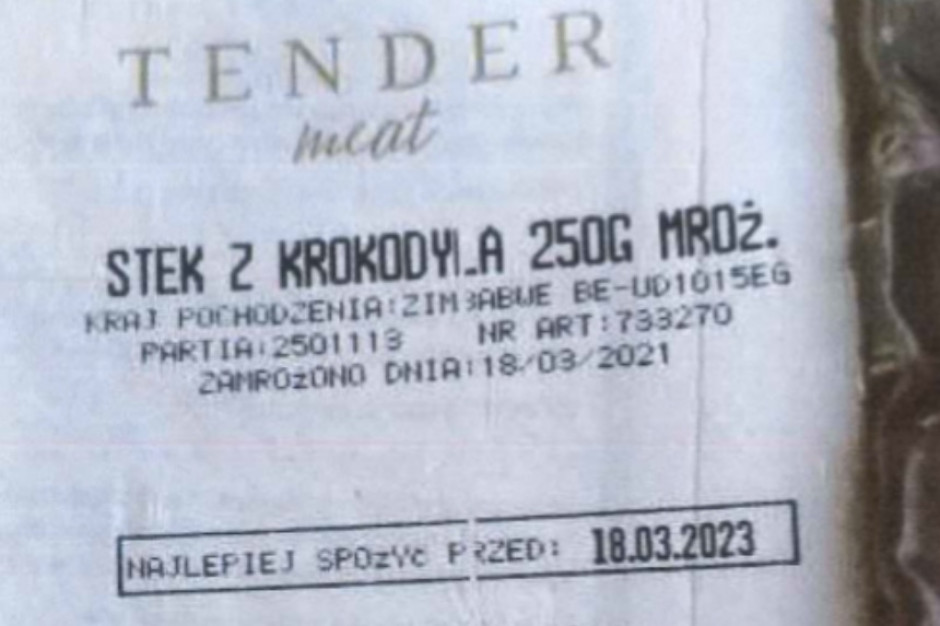 TENDER
meat
STEK Z KROKODYLA 250G MROŻ.
KRAJ POCHODZENIA:ZIMBABWE BE-UD1015EG
PARTIA:2501113 NR ART:733270
ZAMROżONO DNIA:18/03/2021
NAJLEPIEJ SPOżYć PRZED: 18.03.2023